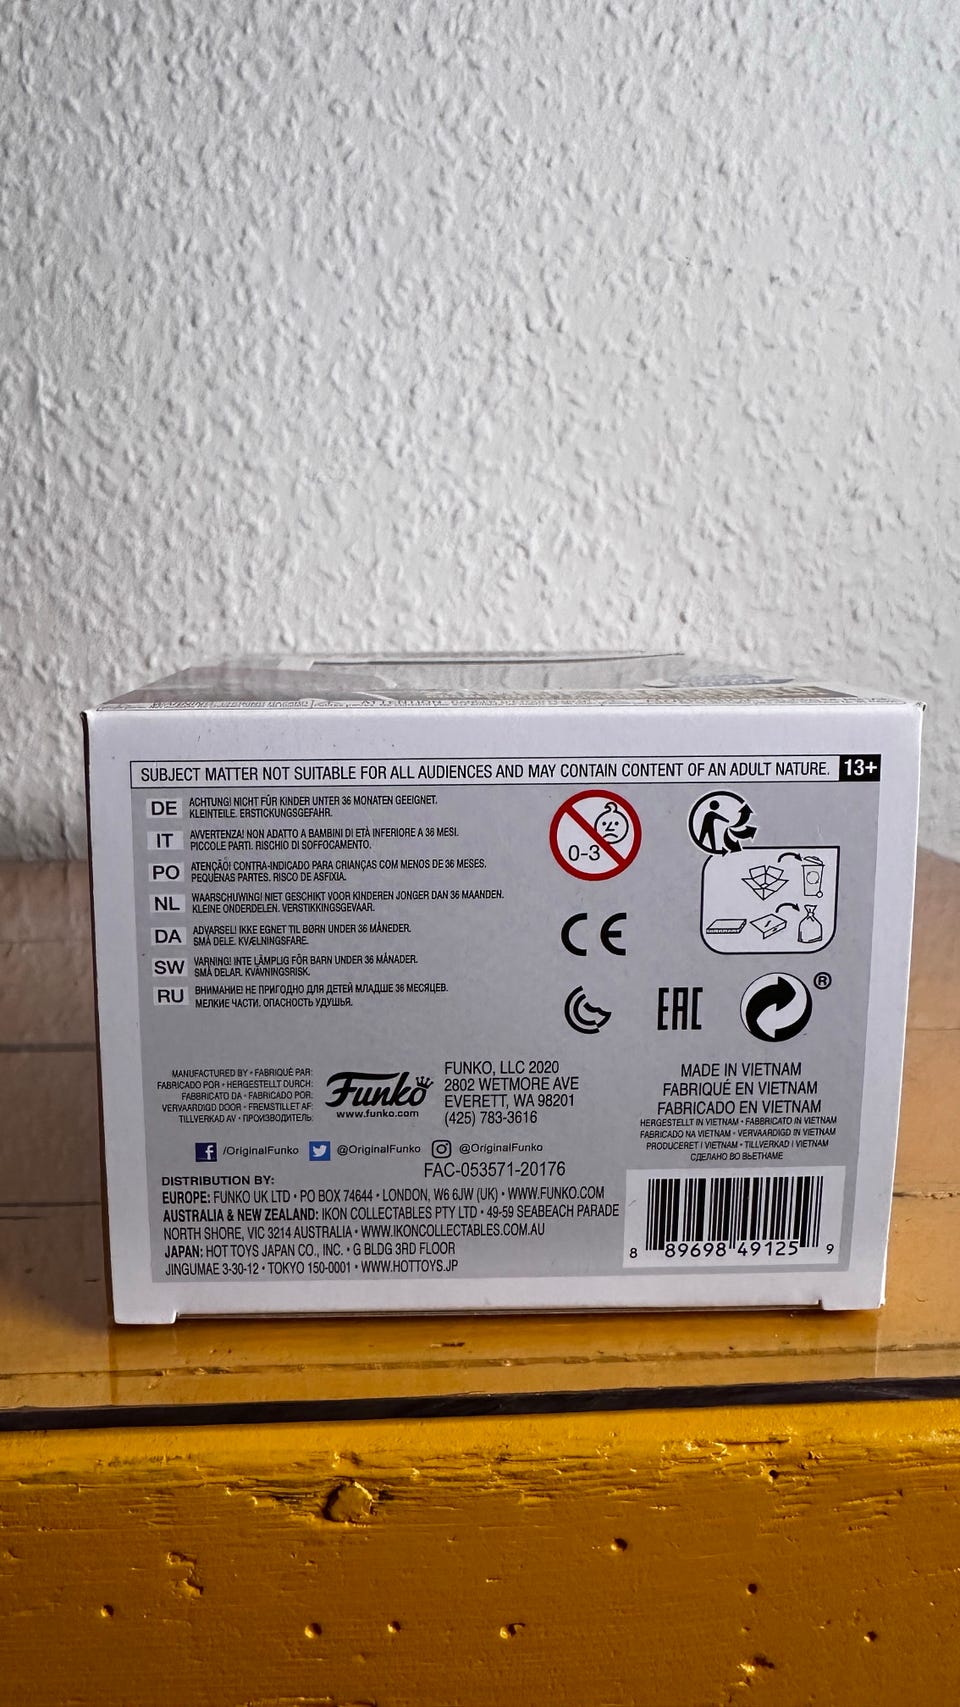 SUBJECT MATTER NOT SUITABLE FOR ALL AUDIENCES AND MAY CONTAIN CONTENT OF AN ADULT NATURE. 13+
DE ACHTUNG! NICHT FÜR KINDER UNTER 36 MONATEN GEEIGNET.
KLEINTEILE. ERSTICKUNGSGEFAHR.
IT AVVERTENZA! NON ADATTO A BAMBINI DI ETÀ INFERIORE A 36 MESI.
PICCOLE PARTI. RISCHIO DI SOFFOCAMENTO.
PO ATENÇÃO! CONTRA-INDICADO PARA CRIANÇAS COM MENOS DE 36 MESES.
PEQUENAS PARTES. RISCO DE ASFIXIA.
NL WAARSCHUWING! NIET GESCHIKT VOOR KINDEREN JONGER DAN 36 MAANDEN.
KLEINE ONDERDELEN. VERSTIKKINGSGEVAAR.
DA ADVARSEL! IKKE EGNET TIL BØRN UNDER 36 MÅNEDER.
SMÅ DELE. KVÆLNINGSFARE.
SW VARNING! INTE LÄMPLIG FÖR BARN UNDER 36 MÅNADER.
SMÅ DELAR. KVÄVNINGSRISK.
RU ВНИМАНИЕ! НЕ ПРИГОДНО ДЛЯ ДЕТЕЙ МЛАДШЕ 36 МЕСЯЦЕВ.
МЕЛКИЕ ЧАСТИ. ОПАСНОСТЬ УДУШЬЯ.
0-3
CE
EAC
®
MANUFACTURED BY • FABRIQUÉ PAR:
FABRICADO POR • HERGESTELLT DURCH:
FABBRICATO DA • FABRICADO POR:
VERVAARDIGD DOOR • FREMSTILLET AF:
TILLVERKAD AV • ПРОИЗВОДИТЕЛЬ:
Funko
www.funko.com
FUNKO, LLC 2020
2802 WETMORE AVE
EVERETT, WA 98201
(425) 783-3616
MADE IN VIETNAM
FABRIQUÉ EN VIETNAM
FABRICADO EN VIETNAM
HERGESTELLT IN VIETNAM • FABBRICATO IN VIETNAM
FABRICADO NA VIETNAM • VERVAARDIGD IN VIETNAM
PRODUCERET I VIETNAM • TILLVERKAD I VIETNAM
СДЕЛАНО ВО ВЬЕТНАМЕ
f /OriginalFunko @OriginalFunko @OriginalFunko
FAC-053571-20176
DISTRIBUTION BY:
EUROPE: FUNKO UK LTD • PO BOX 74644 • LONDON, W6 6JW (UK) • WWW.FUNKO.COM
AUSTRALIA & NEW ZEALAND: IKON COLLECTABLES PTY LTD • 49-59 SEABEACH PARADE
NORTH SHORE, VIC 3214 AUSTRALIA • WWW.IKONCOLLECTABLES.COM.AU
JAPAN: HOT TOYS JAPAN CO., INC. • G BLDG 3RD FLOOR
JINGUMAE 3-30-12 • TOKYO 150-0001 • WWW.HOTTOYS.JP
8 89698 49125 9